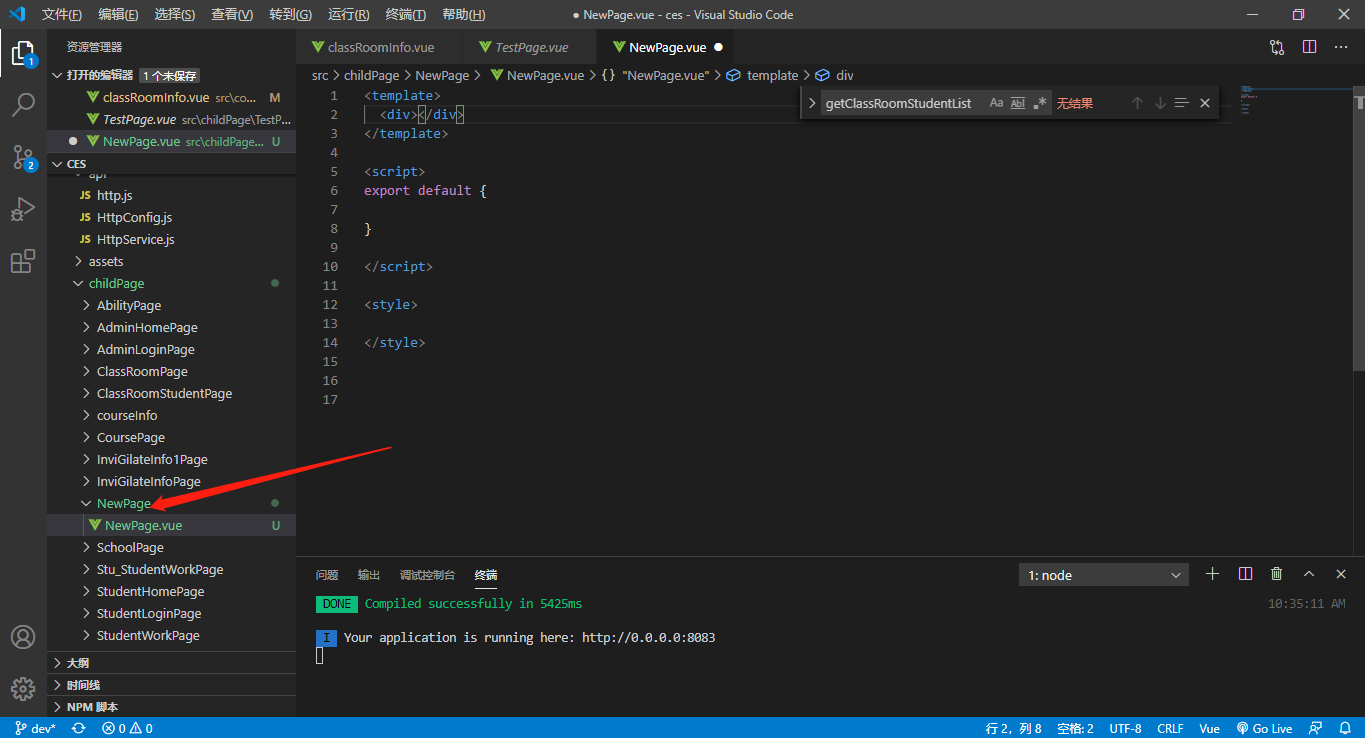 文件(F) 编辑(E) 选择(S) 查看(V) 转到(G) 运行(R) 终端(T) 帮助(H) ● NewPage.vue - ces - Visual Studio Code
资源管理器
打开的编辑器 1 个未保存
classRoomInfo.vue src\co... M
TestPage.vue src\childPage\TestP...
NewPage.vue src\childPage... U
CES
api
JS http.js
JS HttpConfig.js
JS HttpService.js
assets
childPage
AbilityPage
AdminHomePage
AdminLoginPage
ClassRoomPage
ClassRoomStudentPage
courseInfo
CoursePage
InviGilateInfo1Page
InviGilateInfoPage
NewPage
NewPage.vue U
SchoolPage
Stu_StudentWorkPage
StudentHomePage
StudentLoginPage
StudentWorkPage
大纲
时间线
NPM 脚本
1
2
classRoomInfo.vue TestPage.vue NewPage.vue ●
src > childPage > NewPage > NewPage.vue > {} "NewPage.vue" > template > div
getClassRoomStudentList Aa Abl .* 无结果
1 <template>
2 <div></div>
3 </template>
4
5 <script>
6 export default {
7
8 }
9
10 </script>
11
12 <style>
13
14 </style>
15
16
17
问题 输出 调试控制台 终端 1: node
DONE Compiled successfully in 5425ms 10:35:11 AM
I Your application is running here: http://0.0.0.0:8083
dev* 0 0 行 2，列 8 空格: 2 UTF-8 CRLF Vue Go Live